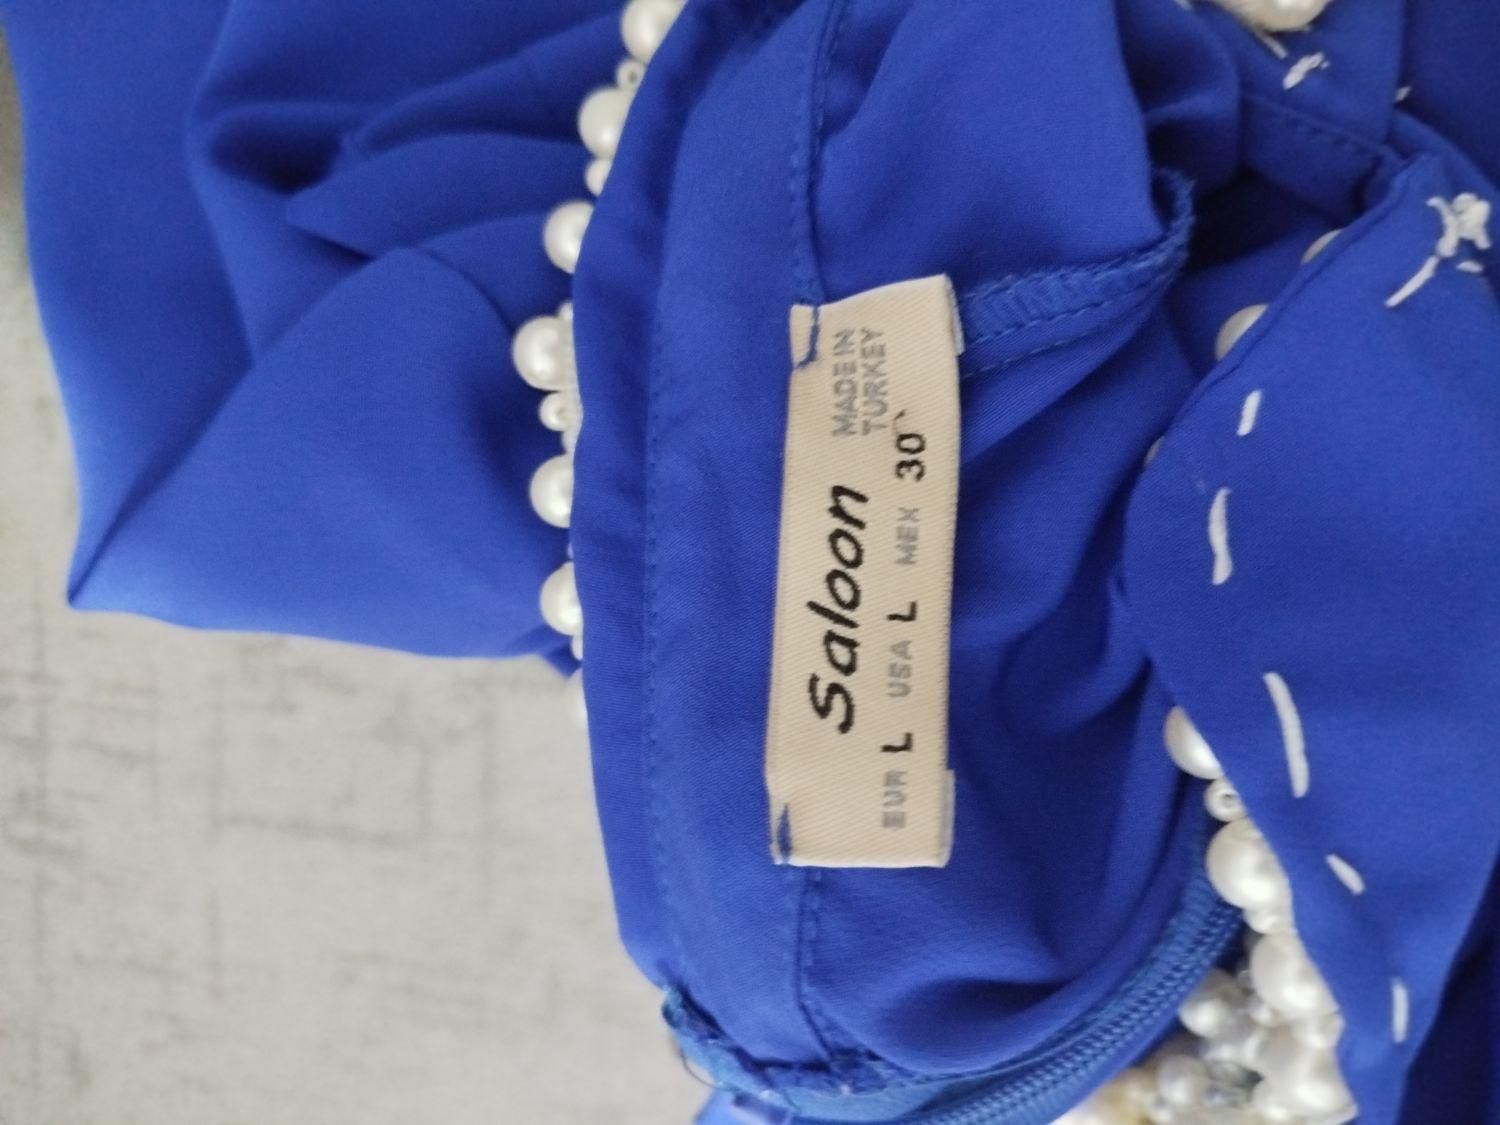 MADE IN
TURKEY
Saloon
EUR L USA L MEX 30